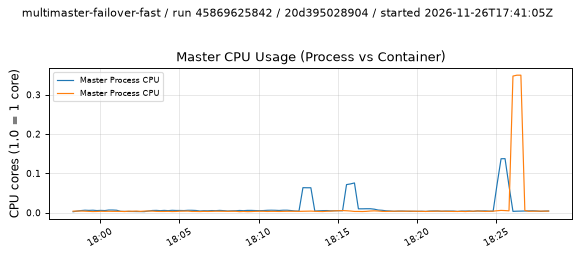 multimaster-failover-fast / run 45869625842 / 20d395028904 / started 2026-11-26T17:41:05Z
Master CPU Usage (Process vs Container)
Master Process CPU
Master Process CPU
CPU cores (1.0 = 1 core)
0.3
0.2
0.1
0.0
18:00
18:05
18:10
18:15
18:20
18:25